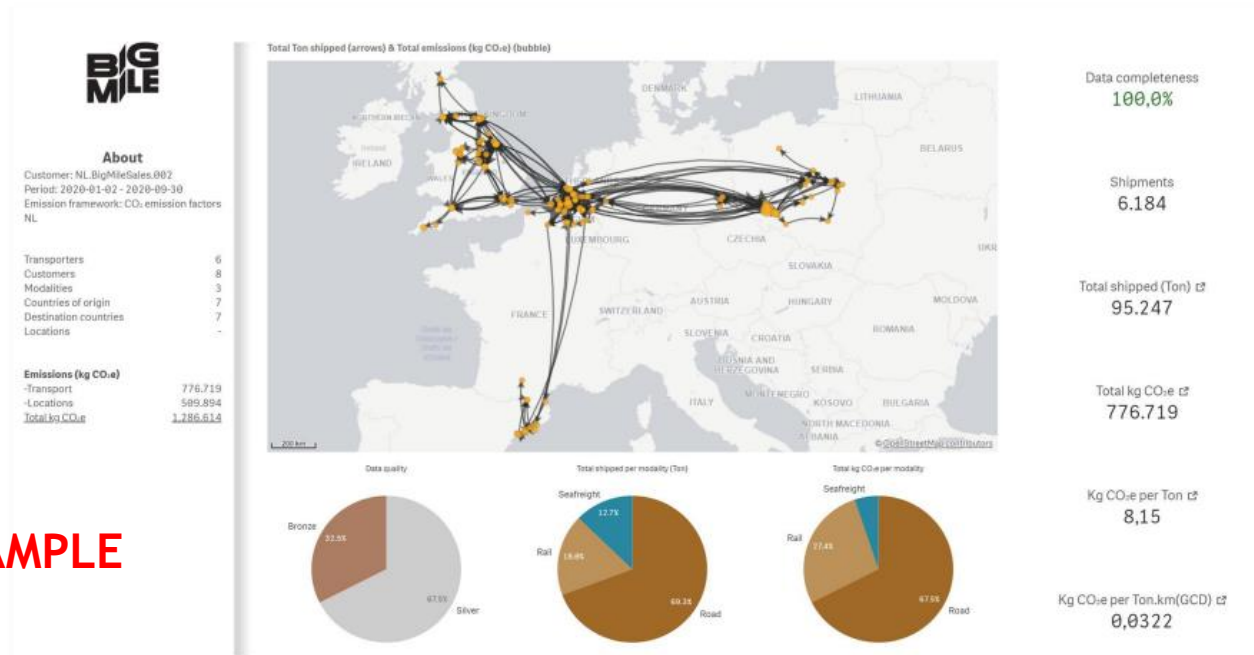 BIG
MILE
About
Customer: NL.BigMileSales.002
Period: 2020-01-02 - 2020-09-30
Emission framework: CO₂ emission factors
NL
Transporters 6
Customers 8
Modalities 3
Countries of origin 7
Destination countries 7
Locations -
Emissions (kg CO₂e)
-Transport 776.719
-Locations 509.894
Total kg CO₂e 1.286.614
AMPLE
Total Ton shipped (arrows) & Total emissions (kg CO₂e) (bubble)
DENMARK
LITHUANIA
IRELAND
BELARUS
WALES
LUXEMBOURG
CZECHIA
UKR
SLOVAKIA
FRANCE
SWITZERLAND
AUSTRIA
HUNGARY
MOLDOVA
SLOVENIA
CROATIA
ROMANIA
BOSNIA AND
HERZEGOVINA
SERBIA
ITALY
MONTENEGRO
KOSOVO
BULGARIA
NORTH MACEDONIA
ALBANIA
200 km
© OpenStreetMap contributors
Data quality
Bronze
32.5%
67.5%
Silver
Total shipped per modality (Ton)
Seafreight
12.7%
Rail
Road
Total kg CO₂e per modality
Seafreight
Rail
27.4%
Road
Data completeness
100,0%
Shipments
6.184
Total shipped (Ton)
95.247
Total kg CO₂e
776.719
Kg CO₂e per Ton
8,15
Kg CO₂e per Ton.km(GCD)
0,0322